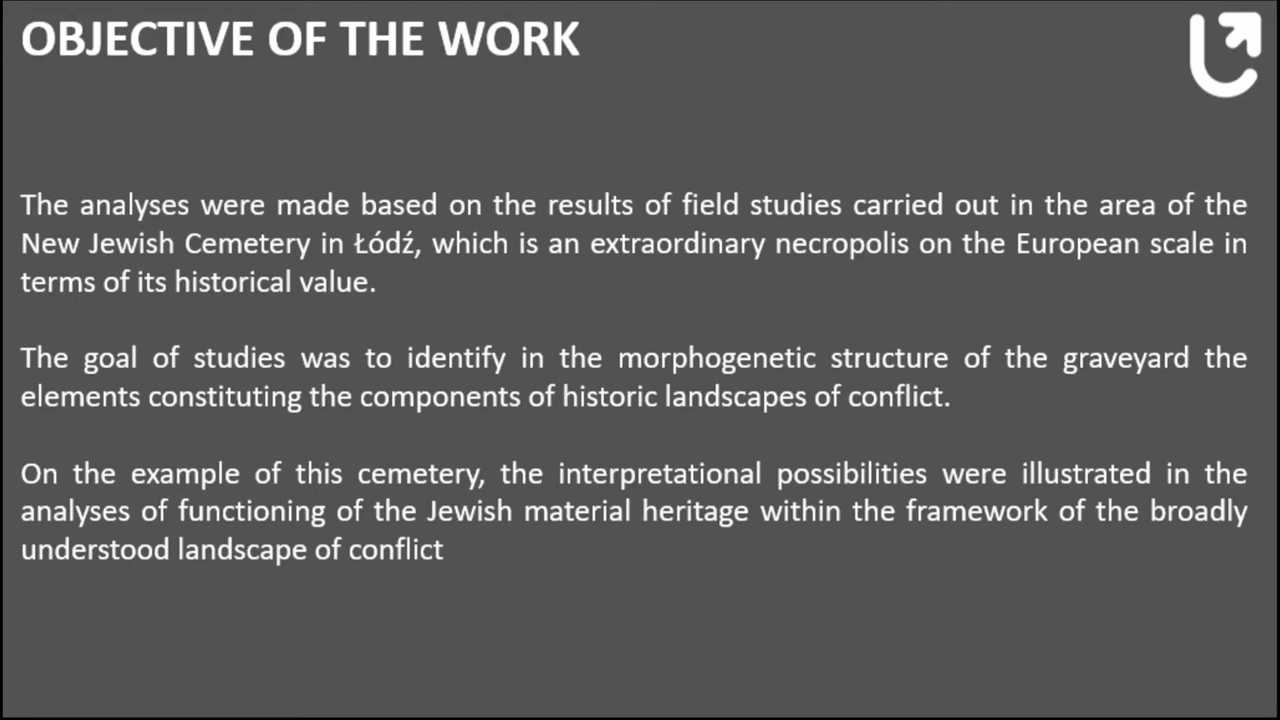 OBJECTIVE OF THE WORK
The analyses were made based on the results of field studies carried out in the area of the
New Jewish Cemetery in Łódź, which is an extraordinary necropolis on the European scale in
terms of its historical value.
The goal of studies was to identify in the morphogenetic structure of the graveyard the
elements constituting the components of historic landscapes of conflict.
On the example of this cemetery, the interpretational possibilities were illustrated in the
analyses of functioning of the Jewish material heritage within the framework of the broadly
understood landscape of conflict